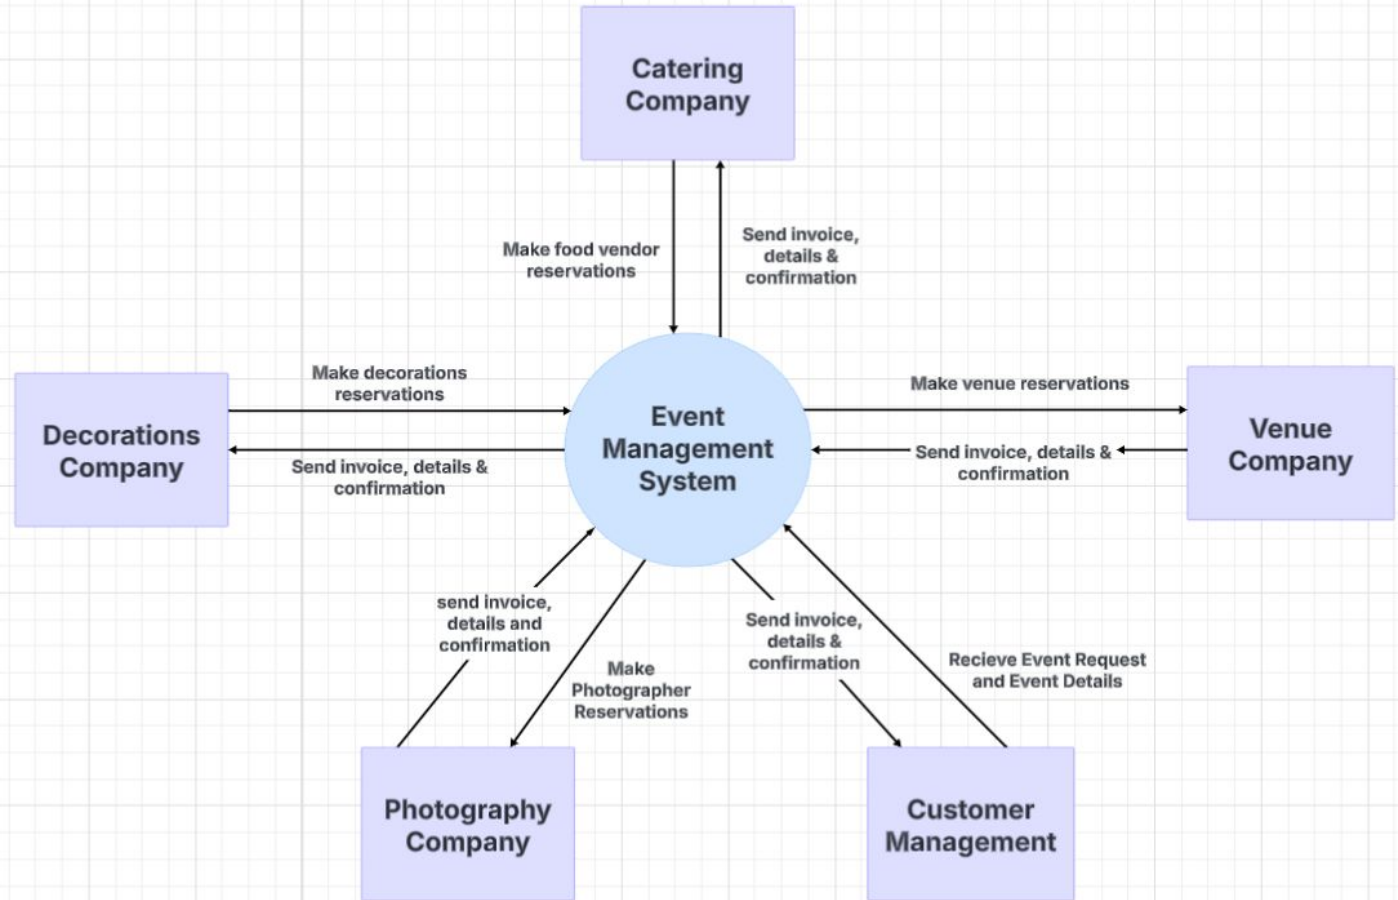 Catering
Company
Make food vendor
reservations
Send invoice,
details &
confirmation
Make decorations
reservations
Make venue reservations
Decorations
Company
Event
Management
System
Venue
Company
Send invoice, details &
confirmation
Send invoice, details &
confirmation
send invoice,
details and
confirmation
Make
Photographer
Reservations
Send invoice,
details &
confirmation
Recieve Event Request
and Event Details
Photography
Company
Customer
Management